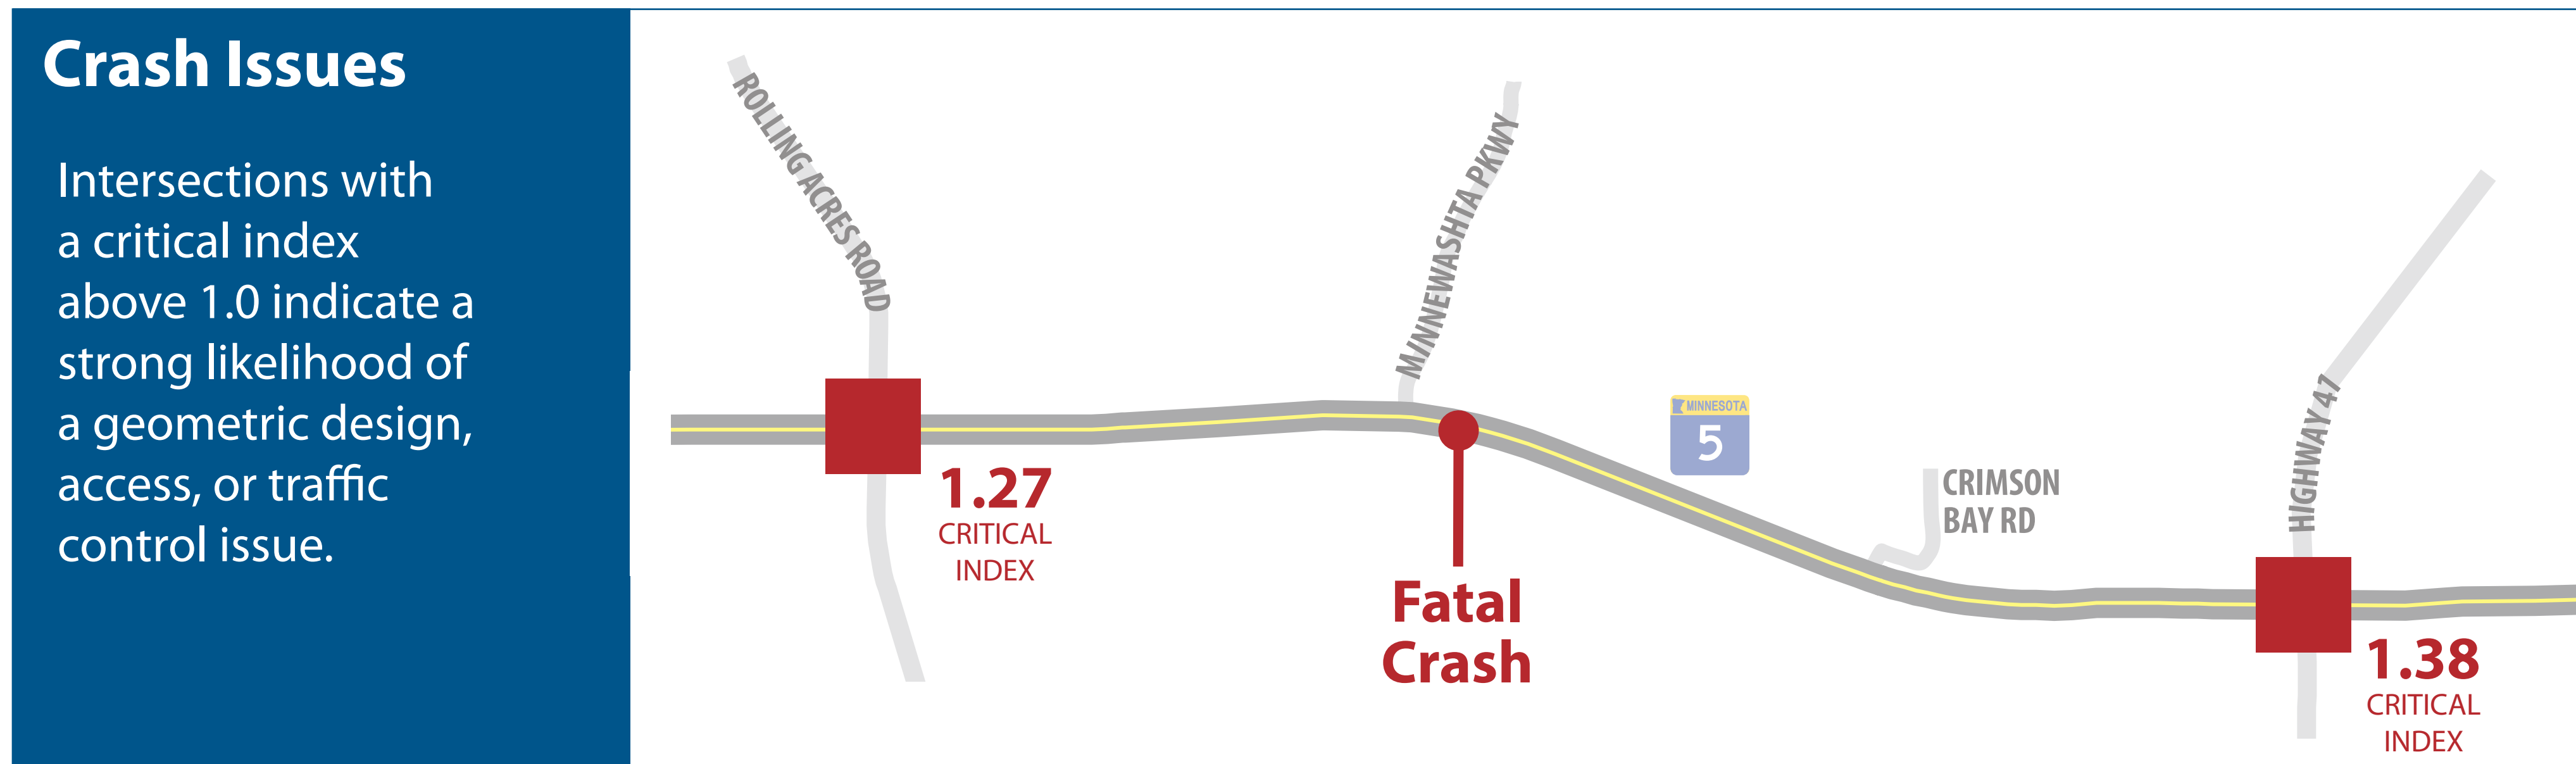 Crash Issues
Intersections with
a critical index
above 1.0 indicate a
strong likelihood of
a geometric design,
access, or traffic
control issue.
ROLLING ACRES ROAD
1.27
CRITICAL
INDEX
MINNEWASHTA PKWY
Fatal
Crash
MINNESOTA
5
CRIMSON
BAY RD
HIGHWAY 47
1.38
CRITICAL
INDEX